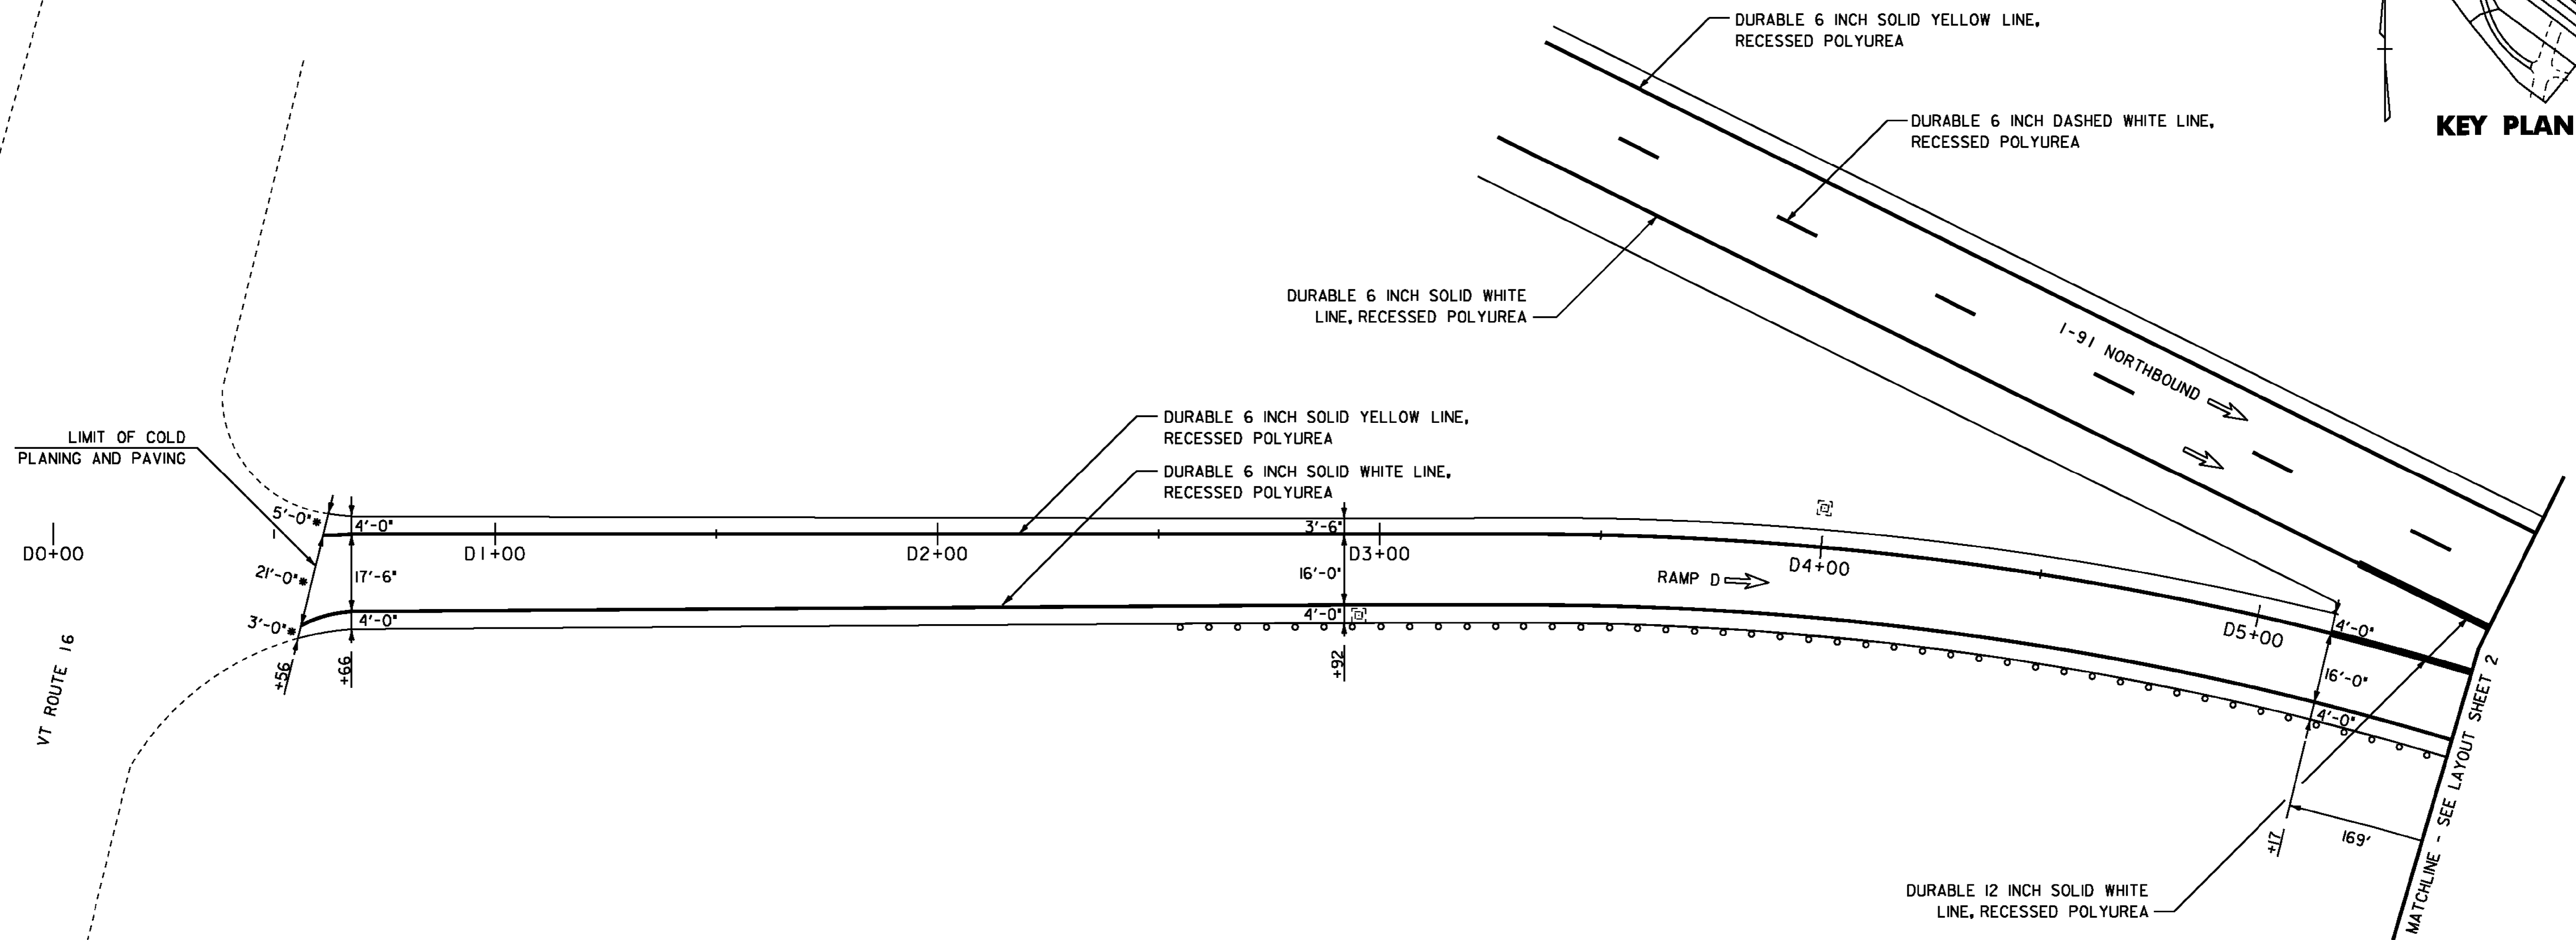 DURABLE 6 INCH SOLID YELLOW LINE,
RECESSED POLYUREA
KEY PLAN
DURABLE 6 INCH DASHED WHITE LINE,
RECESSED POLYUREA
DURABLE 6 INCH SOLID WHITE
LINE, RECESSED POLYUREA
I-91 NORTHBOUND
DURABLE 6 INCH SOLID YELLOW LINE,
RECESSED POLYUREA
LIMIT OF COLD
PLANING AND PAVING
DURABLE 6 INCH SOLID WHITE LINE,
RECESSED POLYUREA
5'-0"*
4'-0"
3'-6"
D0+00
D1+00
D2+00
D3+00
D4+00
D5+00
21'-0"*
17'-6"
16'-0"
RAMP D
3'-0"*
4'-0"
4'-0"
4'-0"
16'-0"
4'-0"
+56
+66
+92
+17
169'
VT ROUTE 16
MATCHLINE - SEE LAYOUT SHEET 2
DURABLE 12 INCH SOLID WHITE
LINE, RECESSED POLYUREA